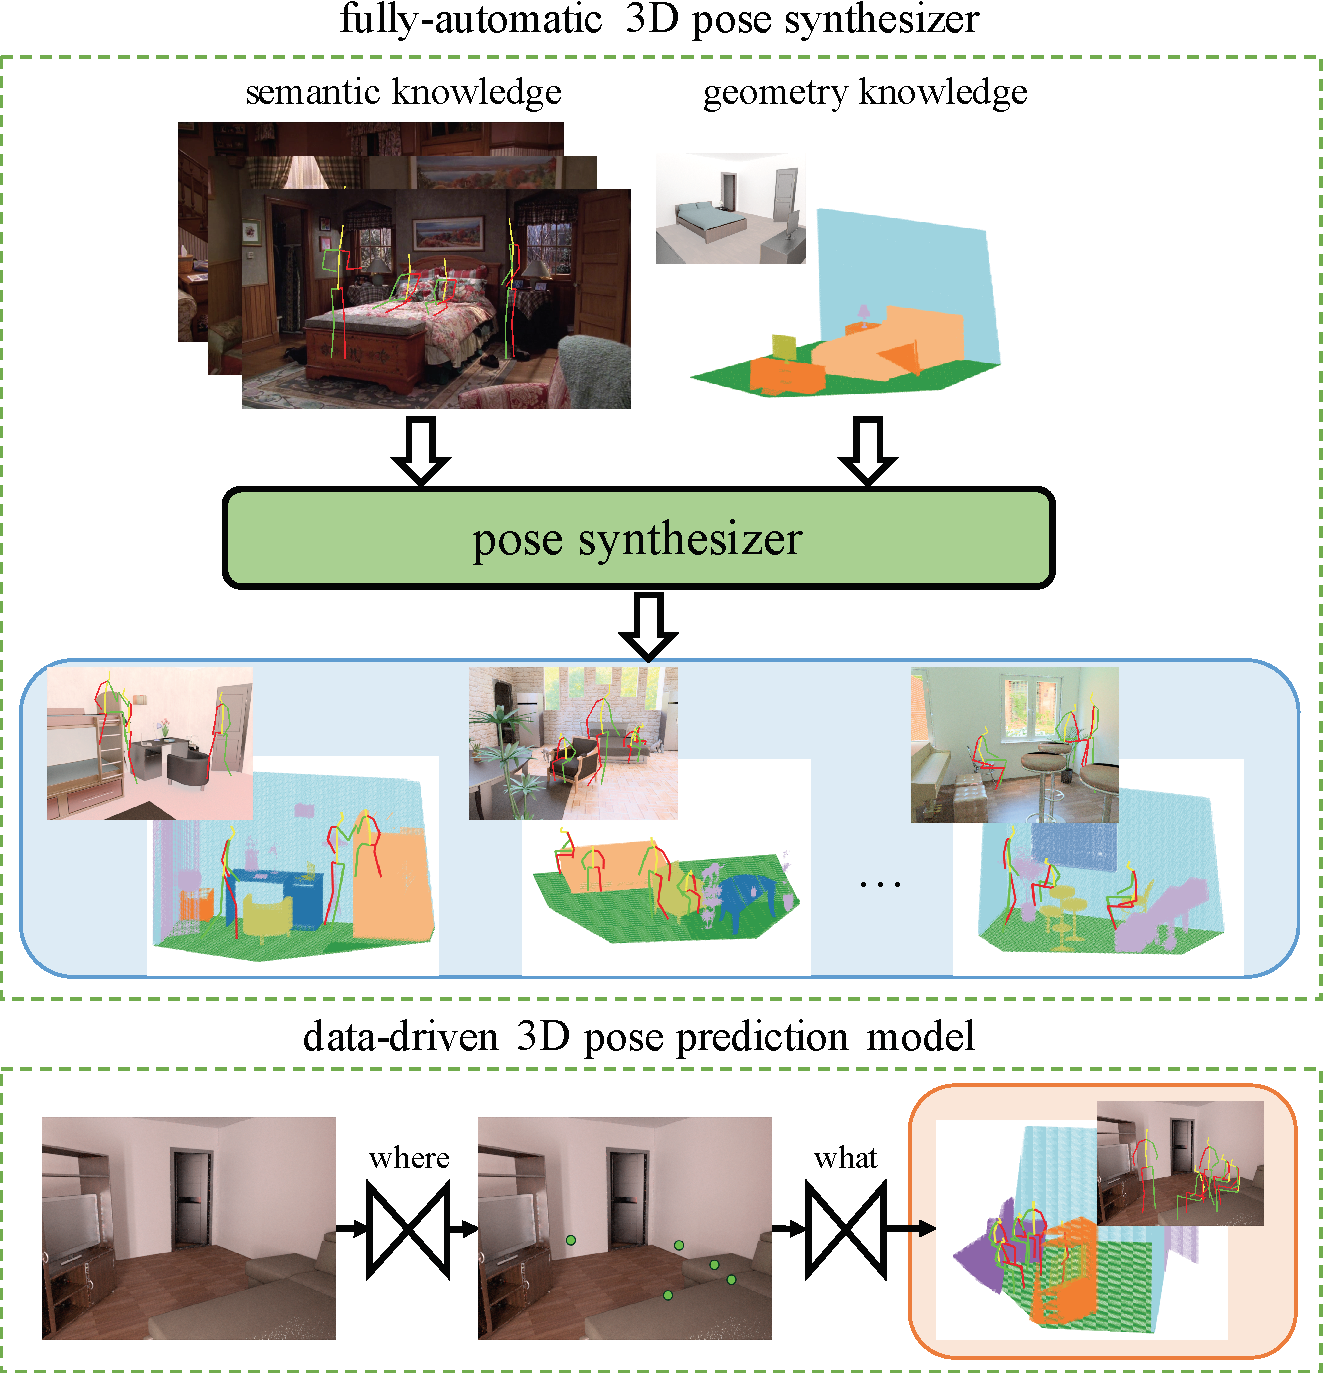 fully-automatic 3D pose synthesizer
semantic knowledge
geometry knowledge
pose synthesizer
...
data-driven 3D pose prediction model
where
what